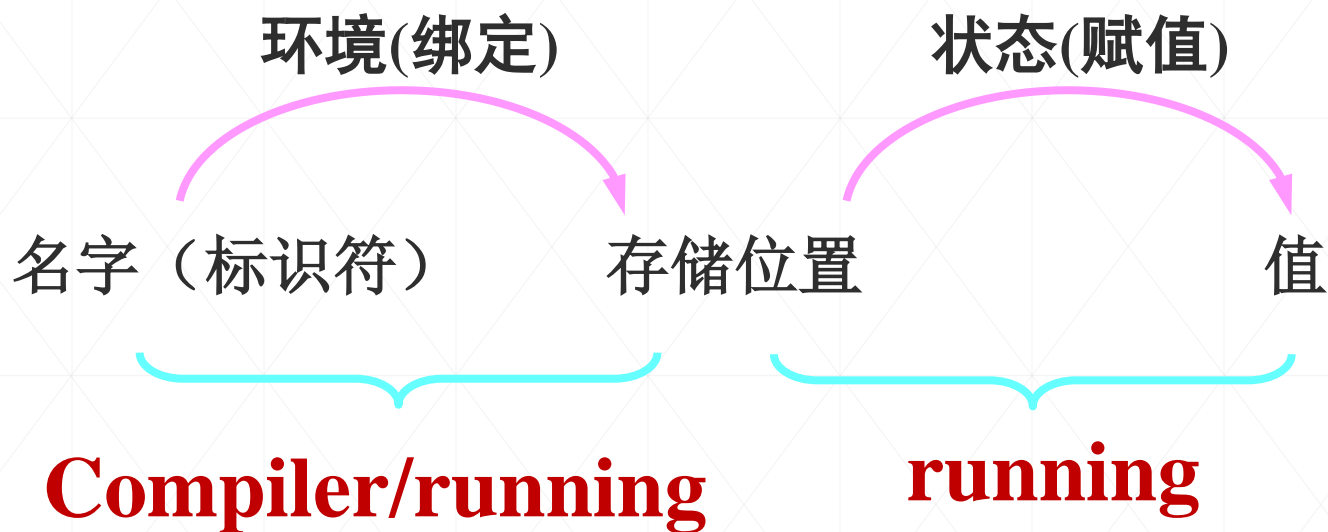 环境(绑定) 状态(赋值)
名字（标识符） 存储位置 值
Compiler/running running